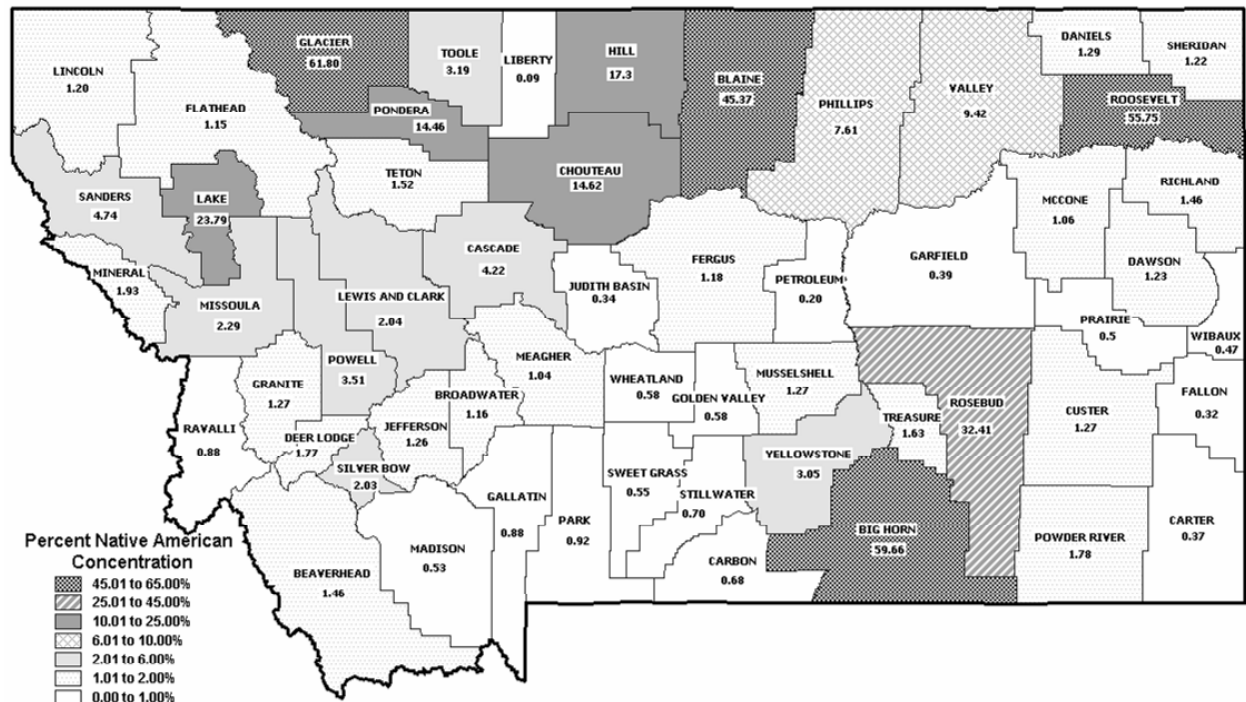 LINCOLN
1.20
FLATHEAD
1.15
GLACIER
61.80
TOOLE
3.19
LIBERTY
0.09
HILL
17.3
BLAINE
45.37
PHILLIPS
7.61
VALLEY
9.42
DANIELS
1.29
SHERIDAN
1.22
ROOSEVELT
55.75
PONDERA
14.46
TETON
1.52
CHOUTEAU
14.62
SANDERS
4.74
LAKE
23.79
MCCONE
1.06
RICHLAND
1.46
MINERAL
1.93
MISSOULA
2.29
LEWIS AND CLARK
2.04
CASCADE
4.22
JUDITH BASIN
0.34
FERGUS
1.18
PETROLEUM
0.20
GARFIELD
0.39
DAWSON
1.23
PRAIRIE
0.5
WIBAUX
0.47
POWELL
3.51
GRANITE
1.27
RAVALLI
0.88
DEER LODGE
1.77
SILVER BOW
2.03
JEFFERSON
1.26
BROADWATER
1.16
MEAGHER
1.04
WHEATLAND
0.58
GOLDEN VALLEY
0.58
MUSSELSHELL
1.27
TREASURE
1.63
ROSEBUD
32.41
CUSTER
1.27
FALLON
0.32
YELLOWSTONE
3.05
SWEET GRASS
0.55
STILLWATER
0.70
GALLATIN
0.88
PARK
0.92
MADISON
0.53
BEAVERHEAD
1.46
CARBON
0.68
BIG HORN
59.66
POWDER RIVER
1.78
CARTER
0.37
Percent Native American
Concentration
45.01 to 65.00%
25.01 to 45.00%
10.01 to 25.00%
6.01 to 10.00%
2.01 to 6.00%
1.01 to 2.00%
0.00 to 1.00%